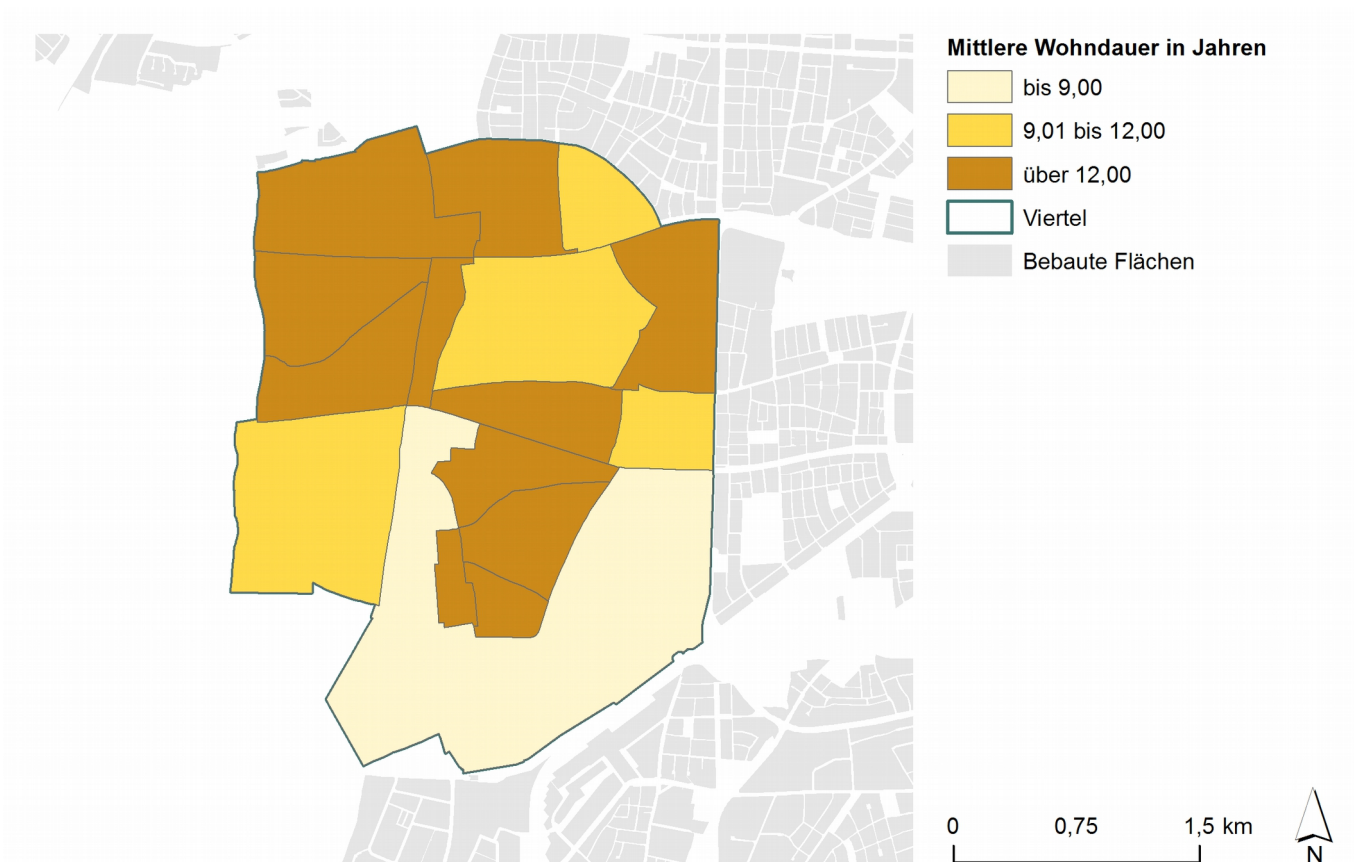 Mittlere Wohndauer in Jahren
bis 9,00
9,01 bis 12,00
über 12,00
Viertel
Bebaute Flächen
0 0,75 1,5 km
N